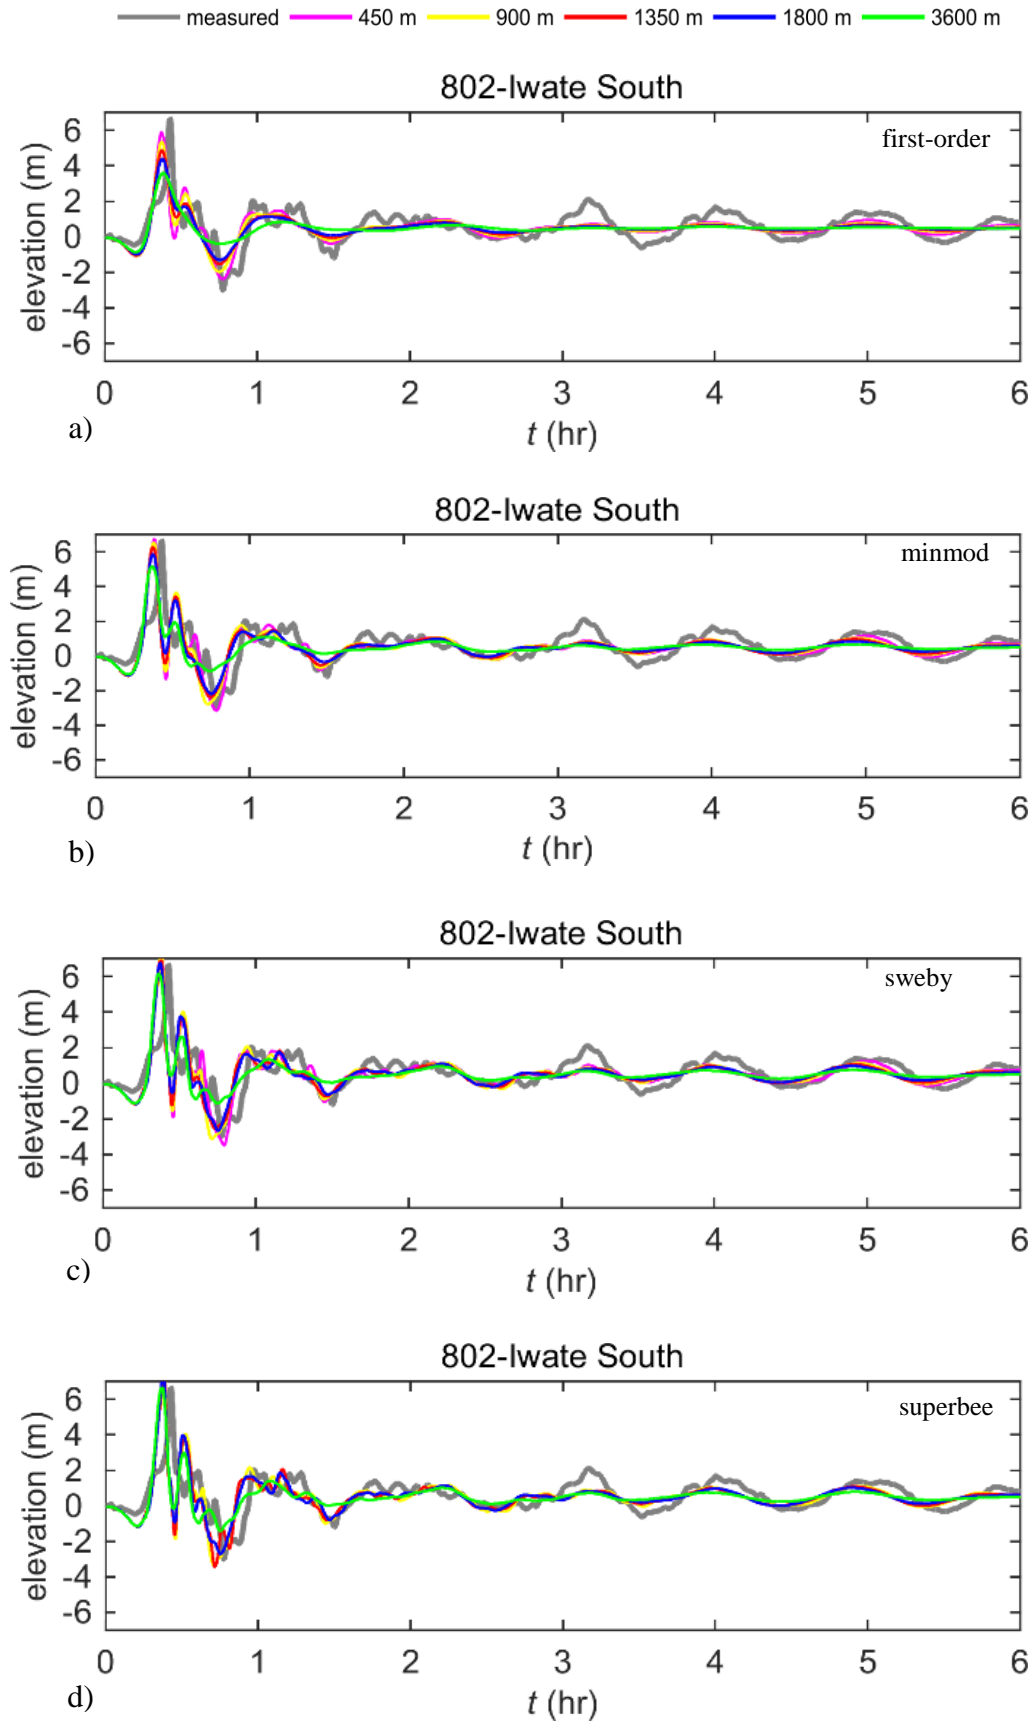 measured 450 m 900 m 1350 m 1800 m 3600 m
802-Iwate South
first-order
elevation (m)
6
4
2
0
-2
-4
-6
0 1 2 3 4 5 6
t (hr)
a)
802-Iwate South
minmod
elevation (m)
6
4
2
0
-2
-4
-6
0 1 2 3 4 5 6
t (hr)
b)
802-Iwate South
sweby
elevation (m)
6
4
2
0
-2
-4
-6
0 1 2 3 4 5 6
t (hr)
c)
802-Iwate South
superbee
elevation (m)
6
4
2
0
-2
-4
-6
0 1 2 3 4 5 6
t (hr)
d)